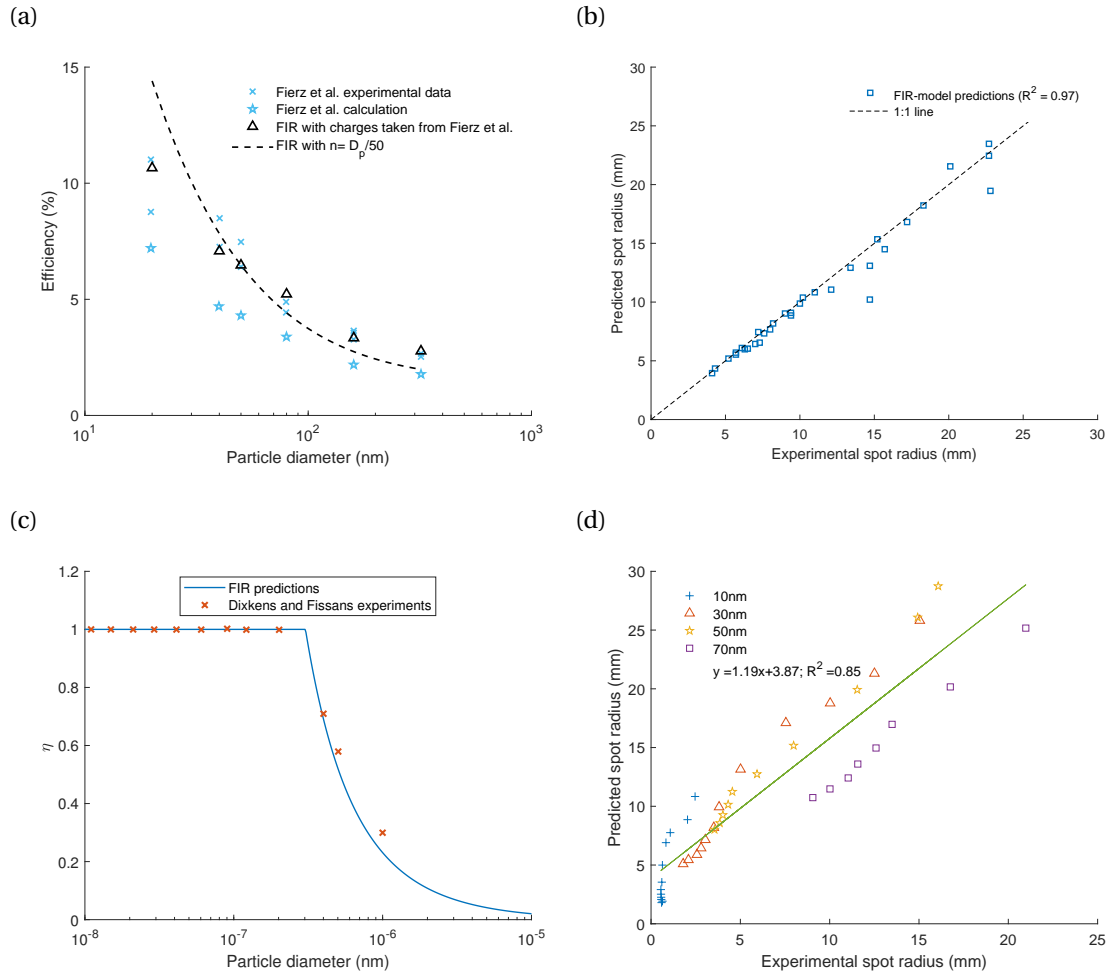 (a)
15
10
5
0
10^1
10^2
10^3
Efficiency (%)
Particle diameter (nm)
Fierz et al. experimental data
Fierz et al. calculation
FIR with charges taken from Fierz et al.
FIR with n= D_p/50
(b)
30
25
20
15
10
5
0
0
5
10
15
20
25
30
Predicted spot radius (mm)
Experimental spot radius (mm)
FIR-model predictions (R^2 = 0.97)
1:1 line
(c)
1.2
1
0.8
0.6
0.4
0.2
0
10^-8
10^-7
10^-6
10^-5
η
Particle diameter (nm)
FIR predictions
Dixkens and Fissans experiments
(d)
30
25
20
15
10
5
0
0
5
10
15
20
25
Predicted spot radius (mm)
Experimental spot radius (mm)
10nm
30nm
50nm
70nm
y =1.19x+3.87; R^2 =0.85